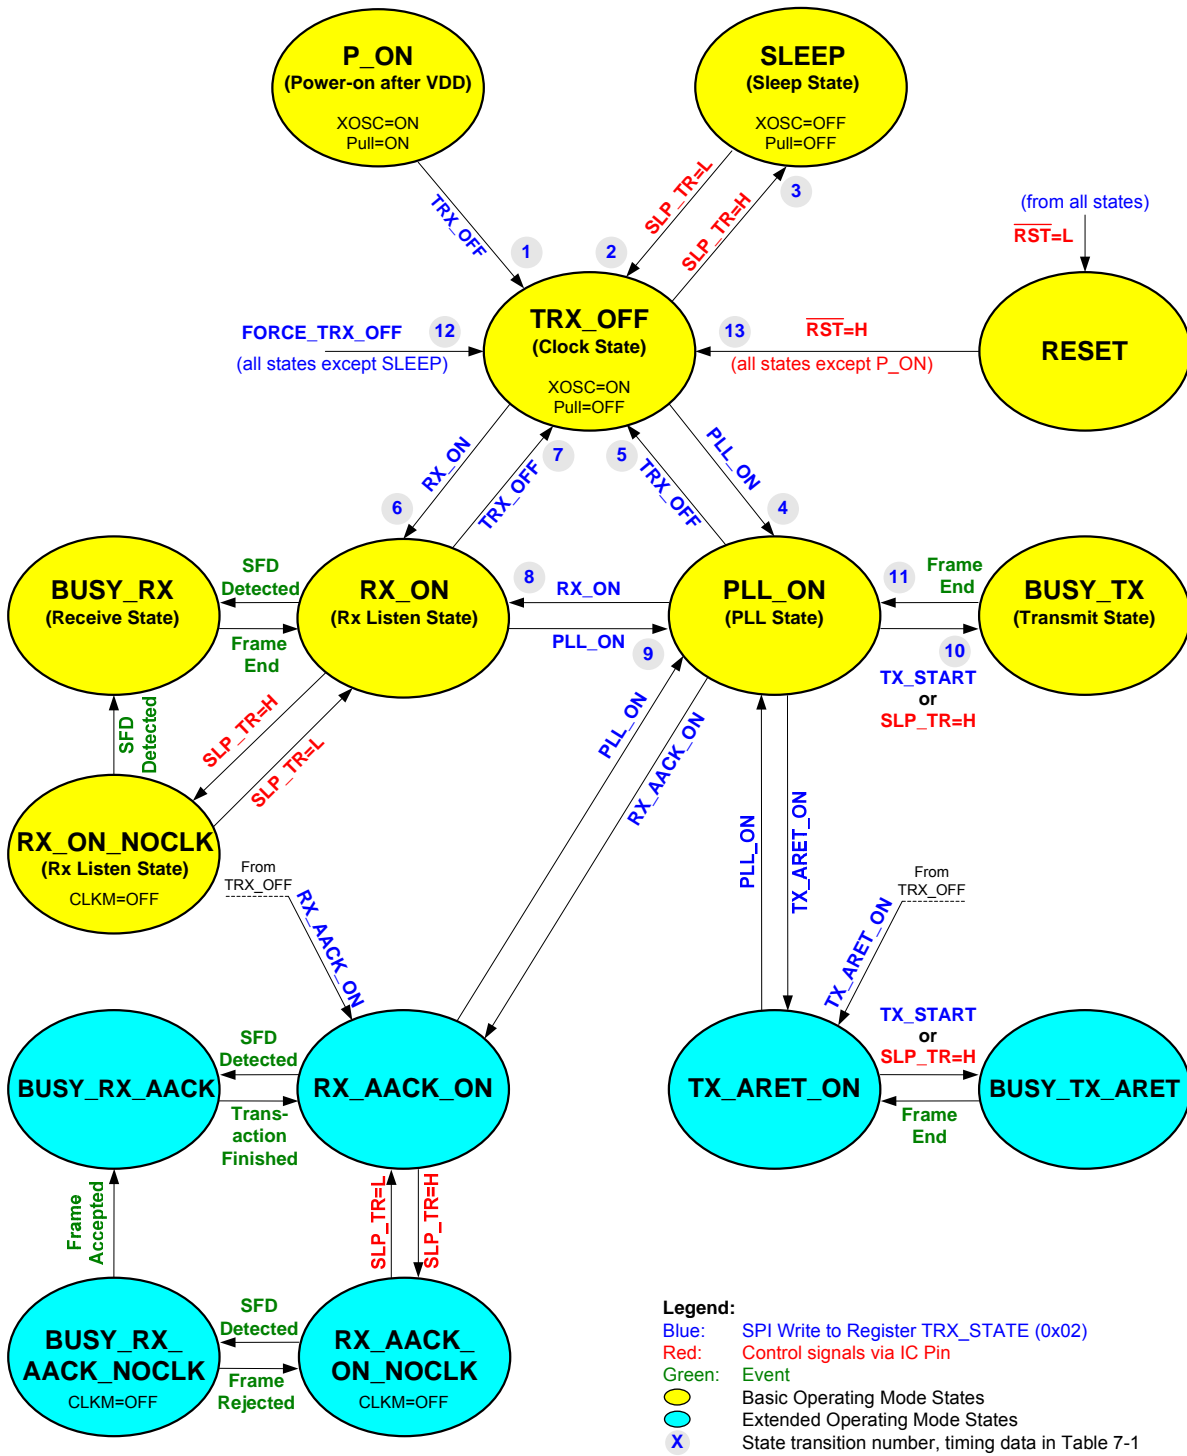 P_ON
(Power-on after VDD)
XOSC=ON
Pull=ON
SLEEP
(Sleep State)
XOSC=OFF
Pull=OFF
TRX_OFF
1
2
SLP_TR=L
SLP_TR=H
3
(from all states)
RST=L
TRX_OFF
(Clock State)
XOSC=ON
Pull=OFF
FORCE_TRX_OFF
12
(all states except SLEEP)
13
RST=H
(all states except P_ON)
RESET
RX_ON
7
6
TRX_OFF
5
TRX_OFF
PLL_ON
4
BUSY_RX
(Receive State)
SFD
Detected
Frame
End
RX_ON
(Rx Listen State)
8
RX_ON
PLL_ON
9
PLL_ON
(PLL State)
11
Frame
End
10
TX_START
or
SLP_TR=H
BUSY_TX
(Transmit State)
SFD
Detected
SLP_TR=H
SLP_TR=L
RX_ON_NOCLK
(Rx Listen State)
CLKM=OFF
PLL_ON
RX_AACK_ON
PLL_ON
TX_ARET_ON
From
TRX_OFF
RX_AACK_ON
From
TRX_OFF
TX_ARET_ON
BUSY_RX_AACK
SFD
Detected
Trans-
action
Finished
RX_AACK_ON
TX_ARET_ON
TX_START
or
SLP_TR=H
Frame
End
BUSY_TX_ARET
Frame
Accepted
SLP_TR=L
SLP_TR=H
BUSY_RX_
AACK_NOCLK
CLKM=OFF
SFD
Detected
Frame
Rejected
RX_AACK_
ON_NOCLK
CLKM=OFF
Legend:
Blue: SPI Write to Register TRX_STATE (0x02)
Red: Control signals via IC Pin
Green: Event
Basic Operating Mode States
Extended Operating Mode States
X State transition number, timing data in Table 7-1